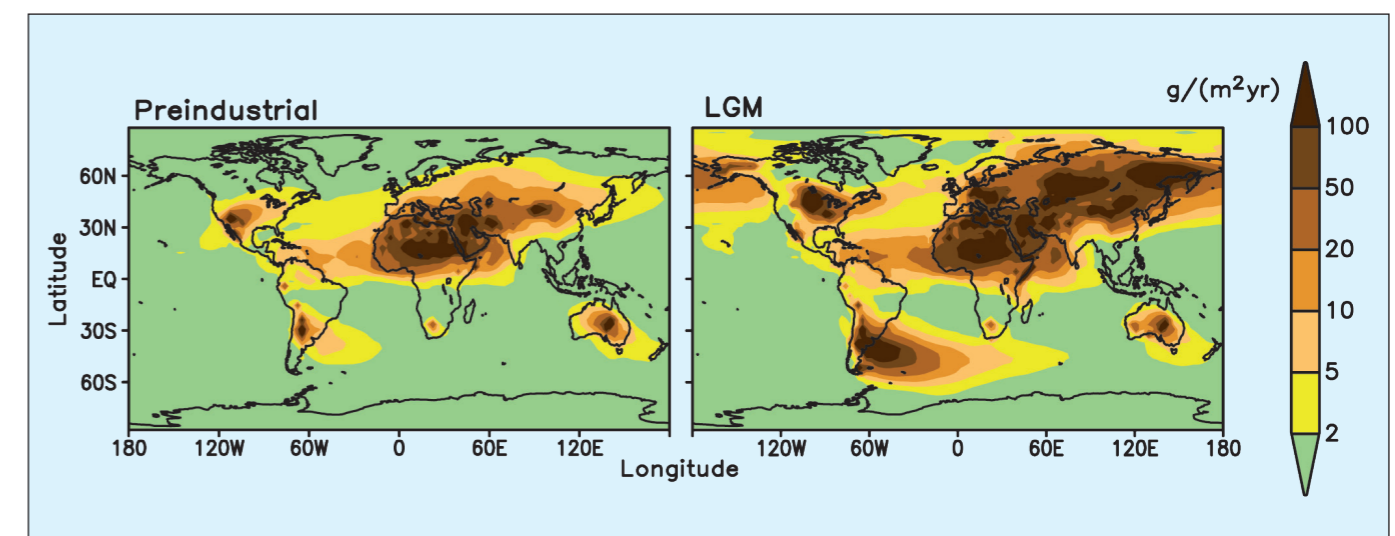 Preindustrial
LGM
g/(m²yr)
100
50
20
10
5
2
Latitude
60N
30N
EQ
30S
60S
180
120W
60W
0
60E
120E
120W
60W
0
60E
120E
180
Longitude